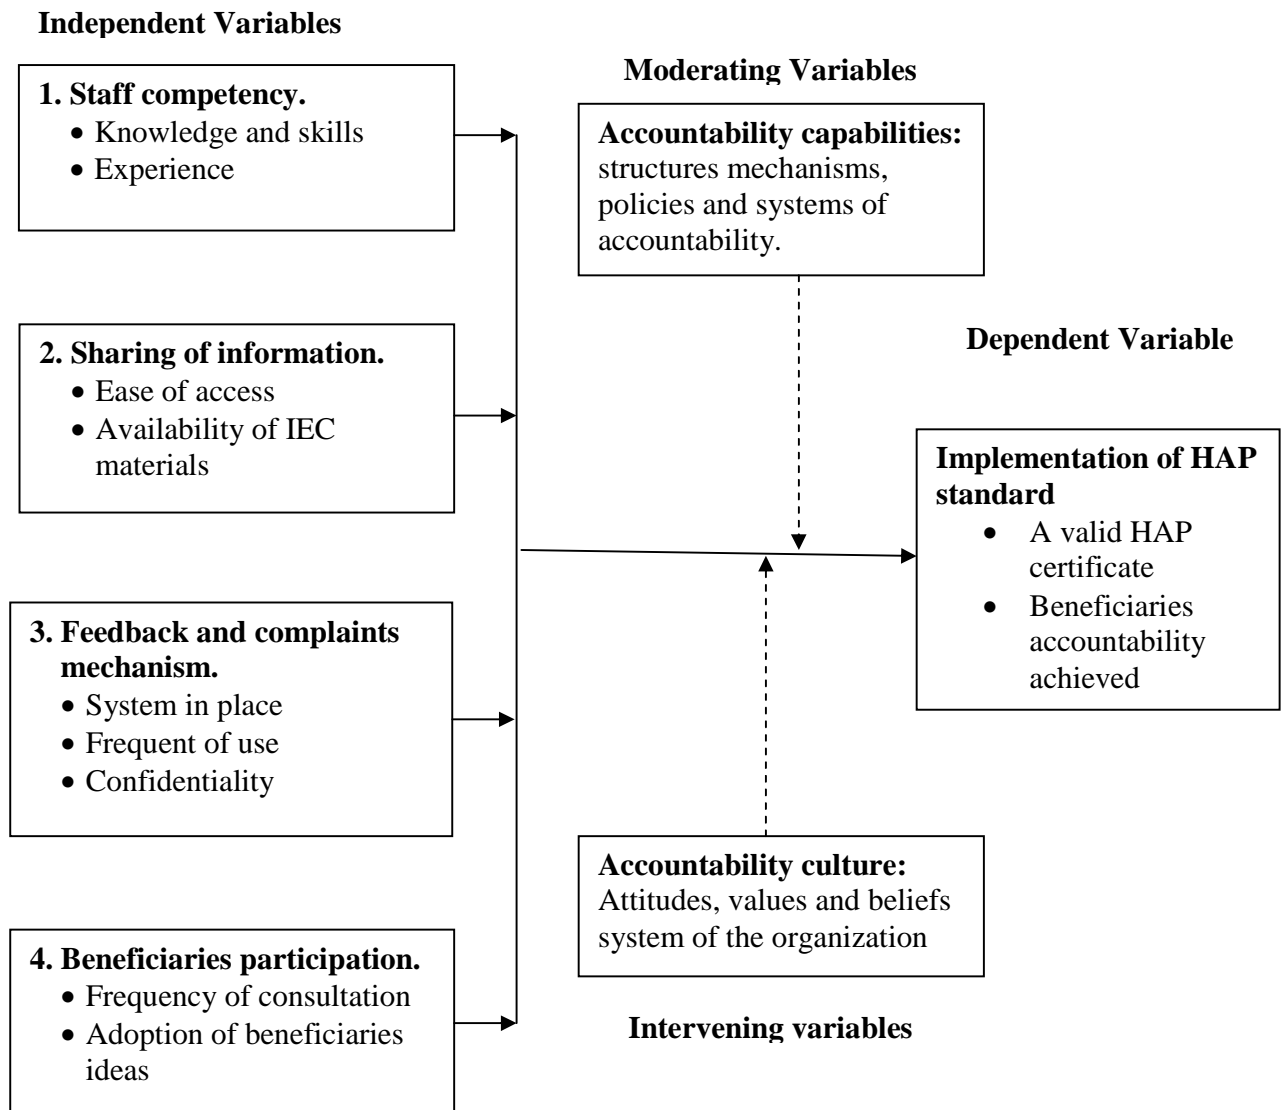 Independent Variables
1. Staff competency.
• Knowledge and skills
• Experience
2. Sharing of information.
• Ease of access
• Availability of IEC
materials
3. Feedback and complaints
mechanism.
• System in place
• Frequent of use
• Confidentiality
4. Beneficiaries participation.
• Frequency of consultation
• Adoption of beneficiaries
ideas
Moderating Variables
Accountability capabilities:
structures mechanisms,
policies and systems of
accountability.
Accountability culture:
Attitudes, values and beliefs
system of the organization
Intervening variables
Dependent Variable
Implementation of HAP
standard
• A valid HAP
certificate
• Beneficiaries
accountability
achieved